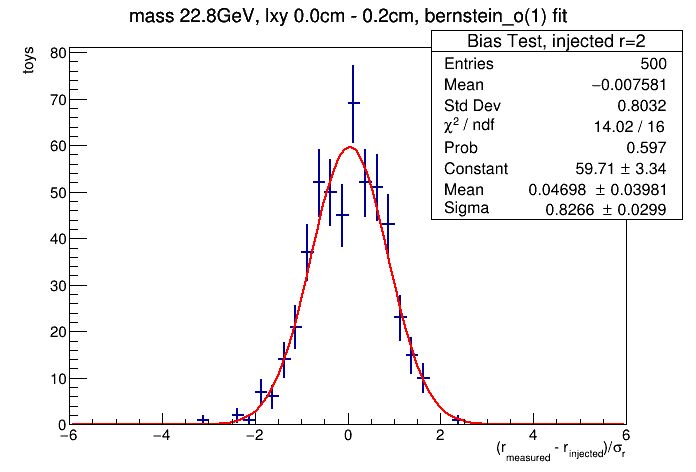 mass 22.8GeV, lxy 0.0cm - 0.2cm, bernstein_o(1) fit
Bias Test, injected r=2
Entries 500
Mean −0.007581
Std Dev 0.8032
χ² / ndf 14.02 / 16
Prob 0.597
Constant 59.71 ± 3.34
Mean 0.04698 ± 0.03981
Sigma 0.8266 ± 0.0299
toys
80
70
60
50
40
30
20
10
0
−6 −4 −2 0 2 4 6
(r_measured - r_injected)/σ_r